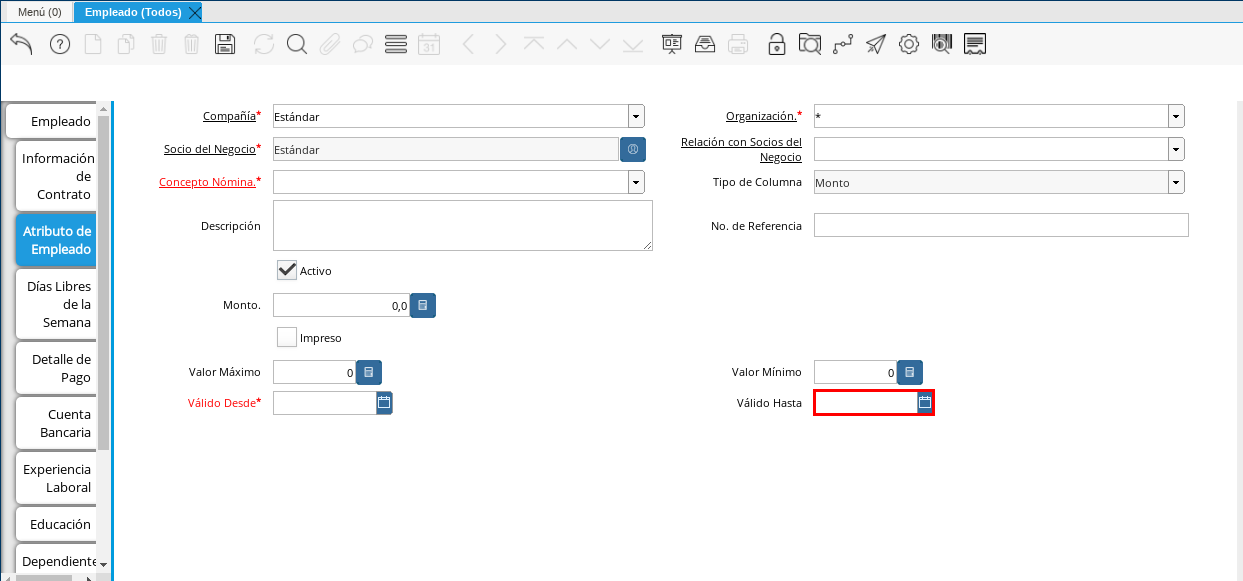 Menú (0)
Empleado (Todos)
31
Empleado
Información
de
Contrato
Atributo de
Empleado
Días Libres
de la
Semana
Detalle de
Pago
Cuenta
Bancaria
Experiencia
Laboral
Educación
Dependiente
Compañía*
Estándar
Organización.*
*
Socio del Negocio*
Estándar
Relación con Socios del
Negocio
Concepto Nómina.*
Tipo de Columna
Monto
Descripción
No. de Referencia
Activo
Monto.
0,0
Impreso
Valor Máximo
0
Valor Mínimo
0
Válido Desde*
Válido Hasta